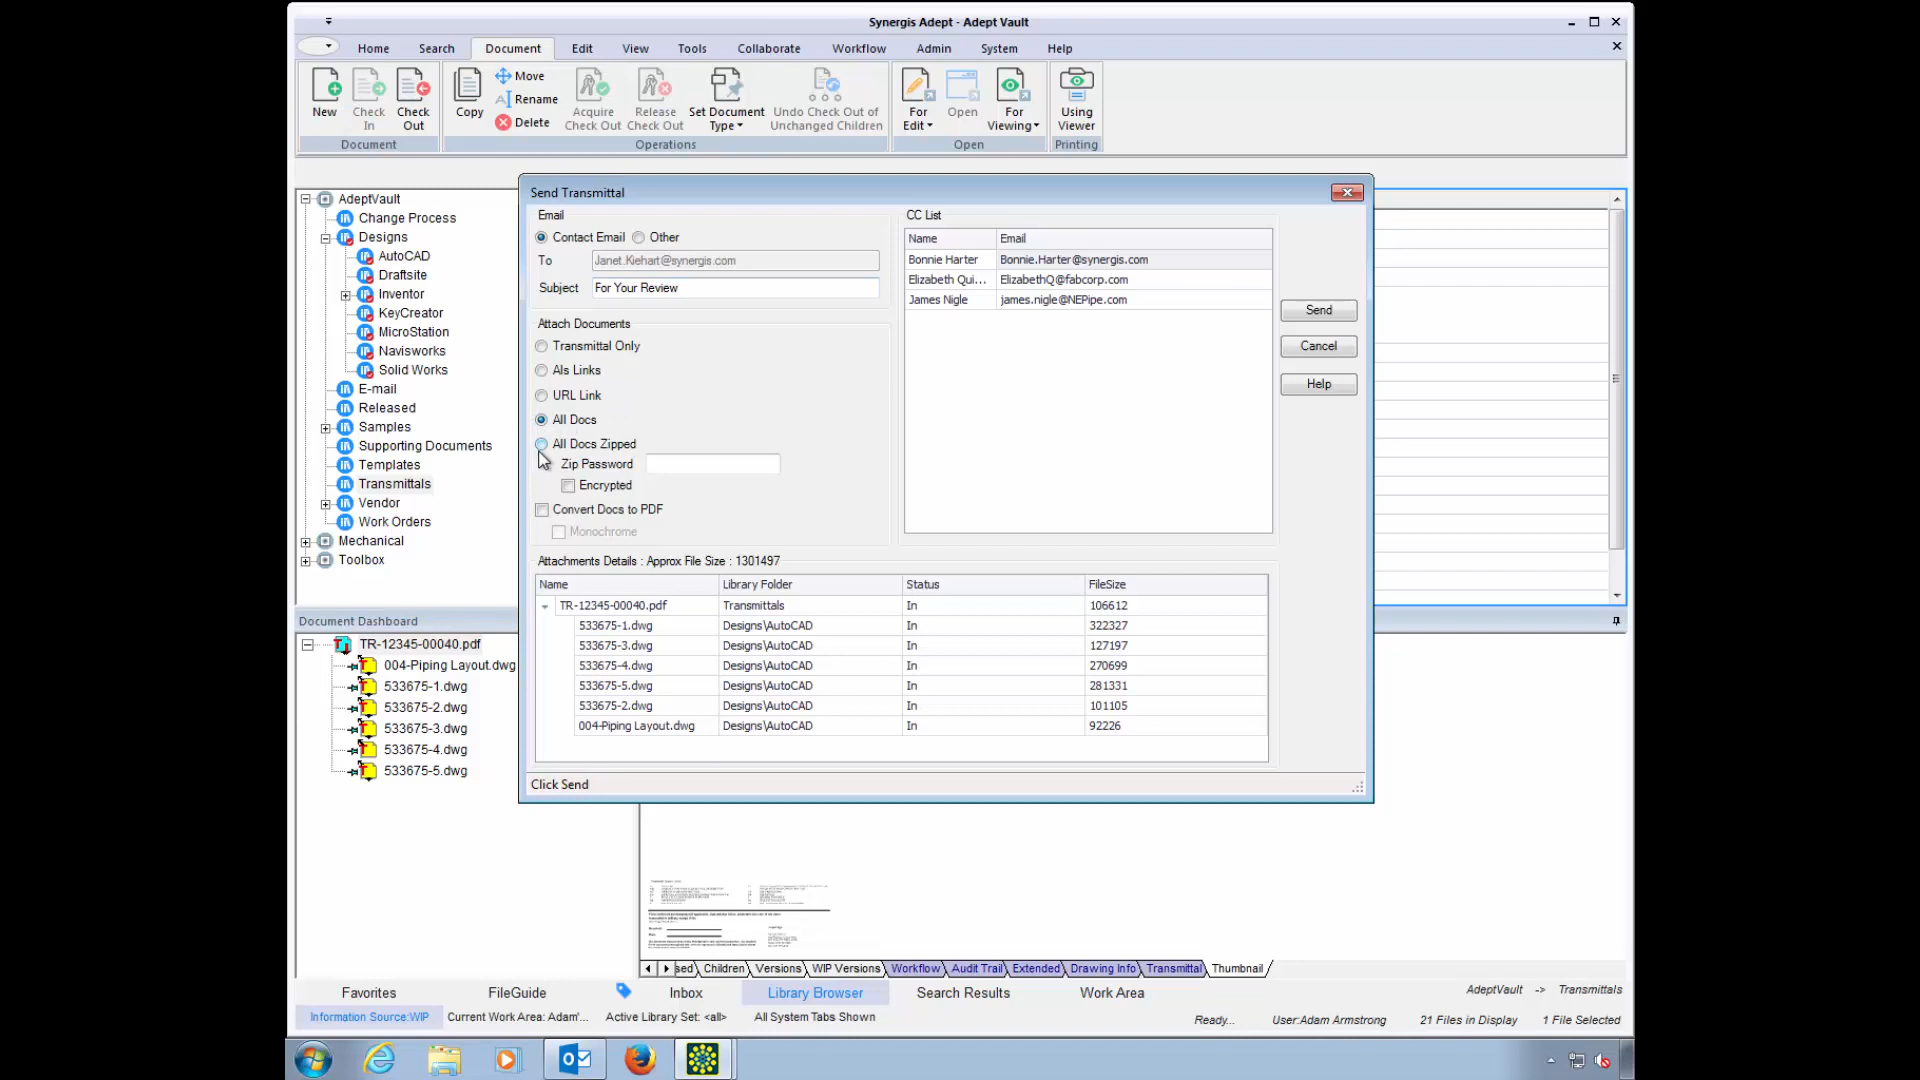 Synergis Adept - Adept Vault
Home Search Document Edit View Tools Collaborate Workflow Admin System Help
New
Check In
Check Out
Copy
Move
Rename
Delete
Acquire Check Out
Release Check Out
Set Document Type
Undo Check Out of Unchanged Children
For Edit
Open
For Viewing
Using Viewer
Document Operations Open Printing
AdeptVault
Change Process
Designs
AutoCAD
Draftsite
Inventor
KeyCreator
MicroStation
Navisworks
Solid Works
E-mail
Released
Samples
Supporting Documents
Templates
Transmittals
Vendor
Work Orders
Mechanical
Toolbox
Document Dashboard
TR-12345-00040.pdf
004-Piping Layout.dwg
533675-1.dwg
533675-2.dwg
533675-3.dwg
533675-4.dwg
533675-5.dwg
Send Transmittal
Email
Contact Email Other
To Janet.Kiehart@synergis.com
Subject For Your Review
Attach Documents
Transmittal Only
Als Links
URL Link
All Docs
All Docs Zipped
Zip Password
Encrypted
Convert Docs to PDF
Monochrome
CC List
Name Email
Bonnie Harter Bonnie.Harter@synergis.com
Elizabeth Qui... ElizabethQ@fabcorp.com
James Nigle james.nigle@NEPipe.com
Send
Cancel
Help
Attachments Details : Approx File Size : 1301497
Name Library Folder Status FileSize
TR-12345-00040.pdf Transmittals In 106612
533675-1.dwg Designs\AutoCAD In 322327
533675-3.dwg Designs\AutoCAD In 127197
533675-4.dwg Designs\AutoCAD In 270699
533675-5.dwg Designs\AutoCAD In 281331
533675-2.dwg Designs\AutoCAD In 101105
004-Piping Layout.dwg Designs\AutoCAD In 92226
Click Send
sed Children Versions WIP Versions Workflow Audit Trail Extended Drawing Info Transmittal Thumbnail
Favorites FileGuide Inbox Library Browser Search Results Work Area AdeptVault -> Transmittals
Information Source:WIP Current Work Area: Adam'... Active Library Set: <all> All System Tabs Shown Ready... User:Adam Armstrong 21 Files in Display 1 File Selected